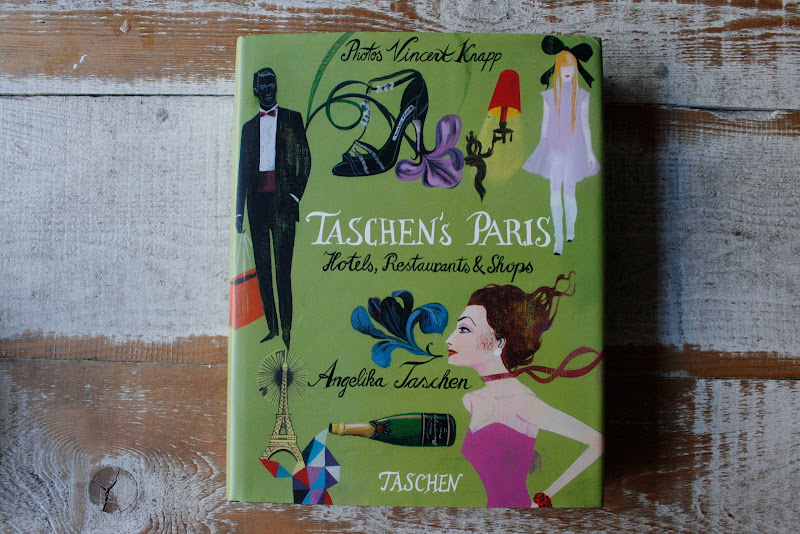 Photos Vincent Knapp
TASCHEN's PARIS
Hotels, Restaurants & Shops
Angelika Taschen
TASCHEN